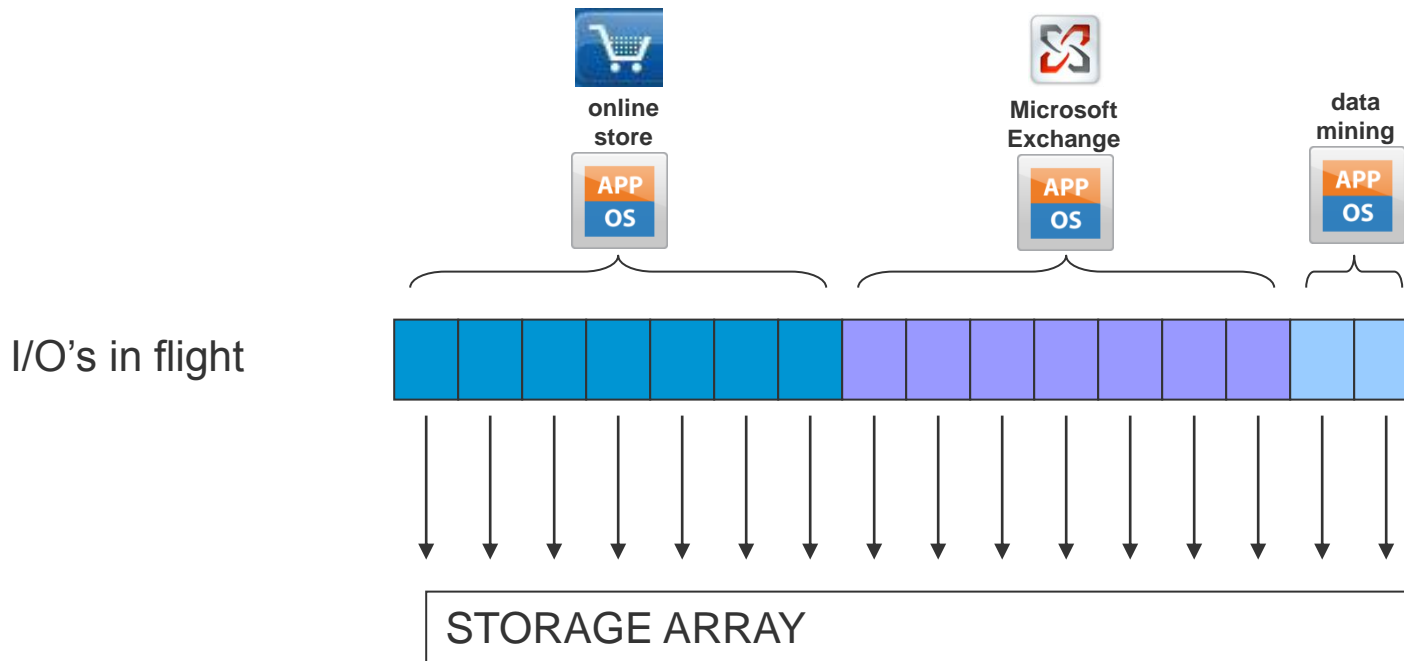 online
store
Microsoft
Exchange
data
mining
APP
OS
APP
OS
APP
OS
I/O's in flight
STORAGE ARRAY